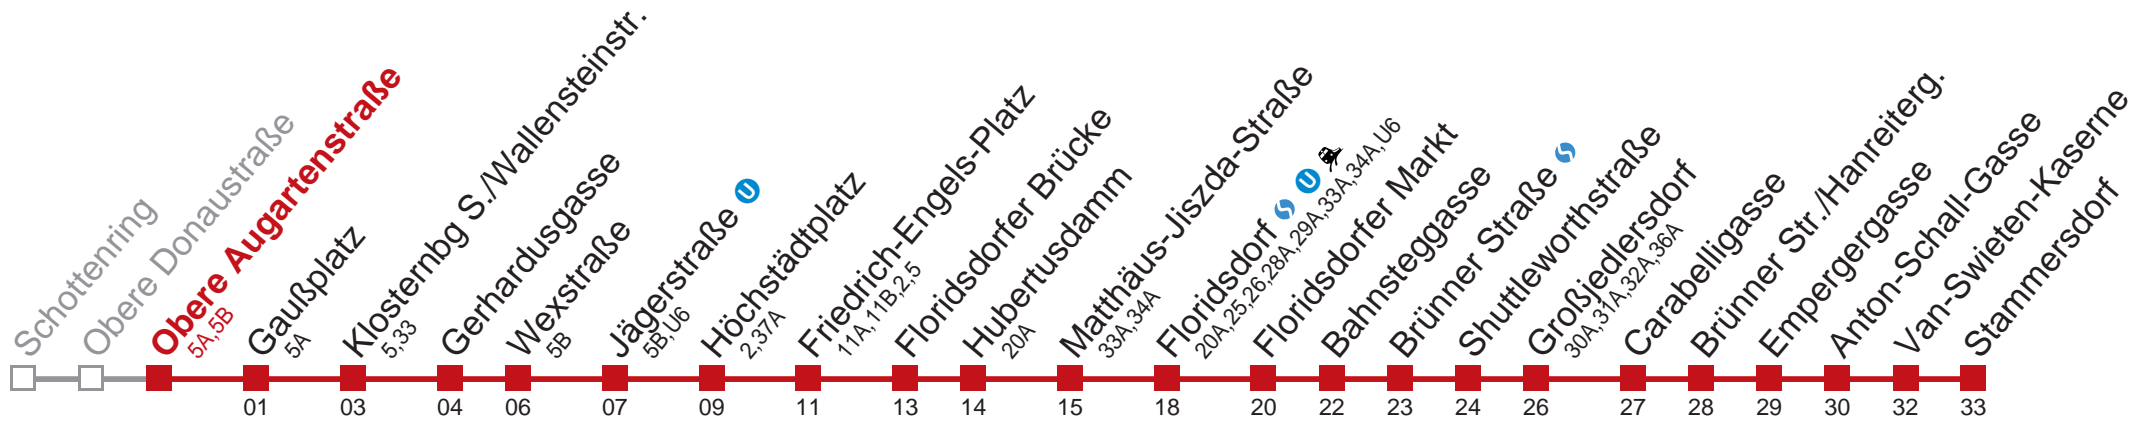 Schottenring
Obere Donaustraße
Obere Augartenstraße
5A,5B
Gaußplatz
5A
Klosternbg S./Wallensteinstr.
5,33
Gerhardusgasse
Wexstraße
5B
Jägerstraße U
5B,U6
Höchstädtplatz
2,37A
Friedrich-Engels-Platz
11A,11B,2,5
Floridsdorfer Brücke
Hubertusdamm
20A
Matthäus-Jiszda-Straße
33A,34A
Floridsdorf S U
20A,25,26,28A,29A,33A,34A,U6
Floridsdorfer Markt
Bahnsteggasse
Brünner Straße S
Shuttleworthstraße
Großjedlersdorf
30A,31A,32A,36A
Carabelligasse
Brünner Str./Hanreiterg.
Empergergasse
Anton-Schall-Gasse
Van-Swieten-Kaserne
Stammersdorf
01 03 04 06 07 09 11 13 14 15 18 20 22 23 24 26 27 28 29 30 32 33